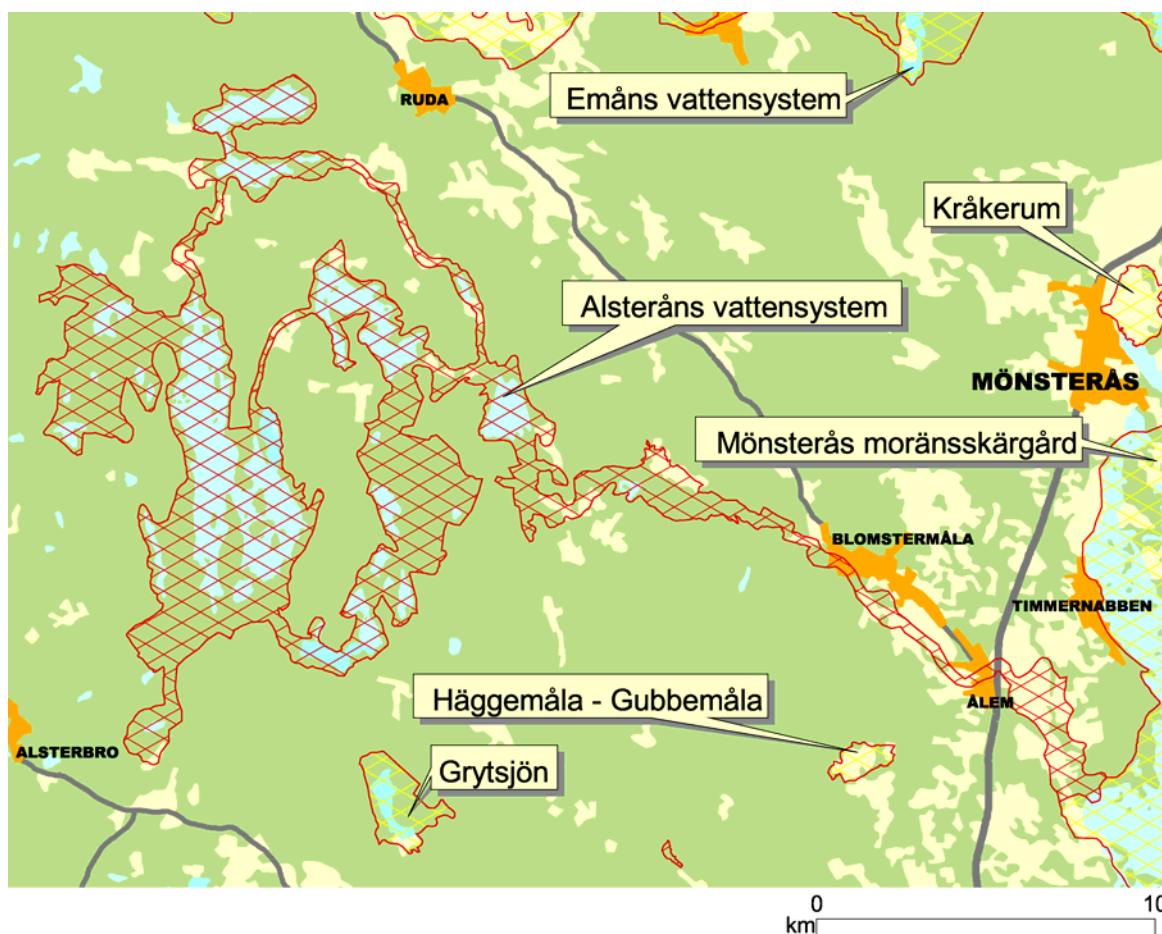 Emåns vattensystem
RUDA
Kråkerum
Alsteråns vattensystem
MÖNSTERÅS
Mönsterås moränsskärgård
BLOMSTERMÅLA
TIMMERNABBEN
Häggemåla - Gubbemåla
ÅLEM
ALSTERBRO
Grytsjön
0 10
km